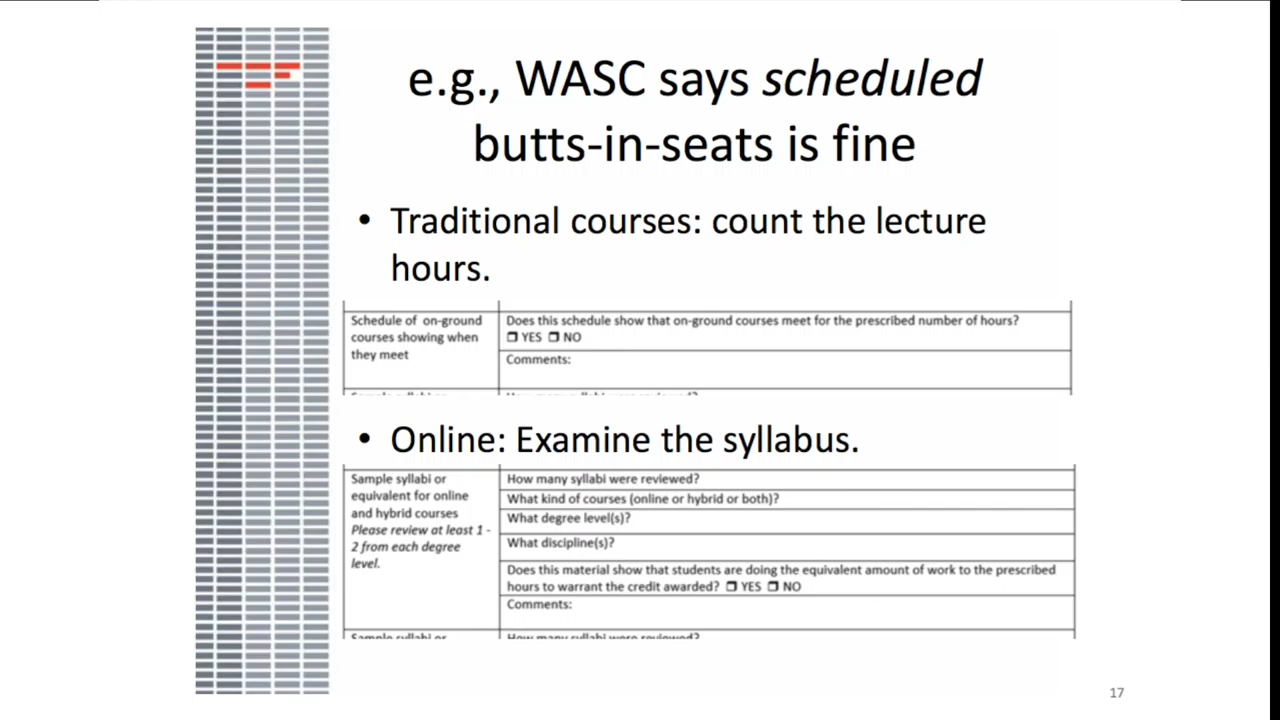 e.g., WASC says scheduled
butts-in-seats is fine
• Traditional courses: count the lecture
hours.
Schedule of on-ground
courses showing when
they meet
Does this schedule show that on-ground courses meet for the prescribed number of hours?
❒ YES ❒ NO
Comments:
• Online: Examine the syllabus.
Sample syllabi or
equivalent for online
and hybrid courses
Please review at least 1 -
2 from each degree
level.
How many syllabi were reviewed?
What kind of courses (online or hybrid or both)?
What degree level(s)?
What discipline(s)?
Does this material show that students are doing the equivalent amount of work to the prescribed
hours to warrant the credit awarded? ❒ YES ❒ NO
Comments:
Sample syllabi or
How many syllabi were reviewed?
17